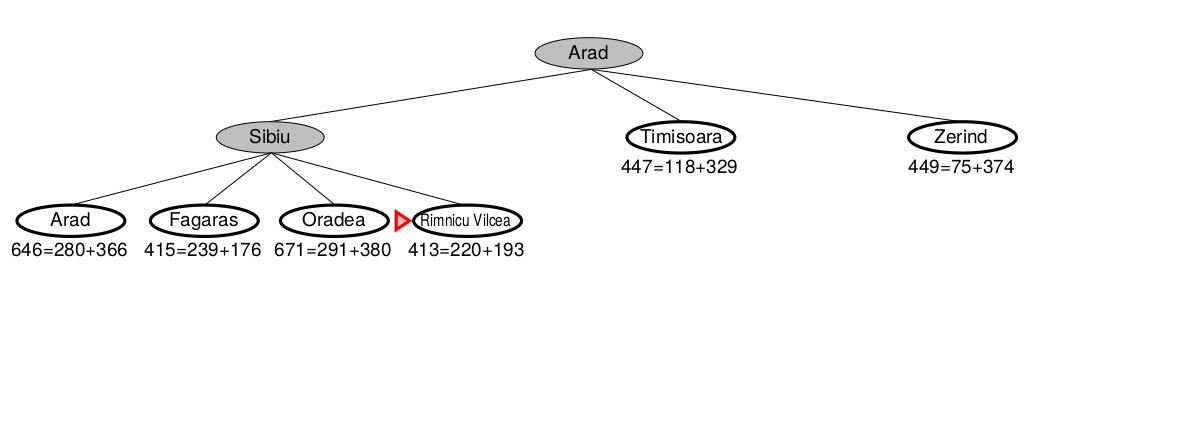 Arad
Sibiu
Timisoara
Zerind
447=118+329
449=75+374
Arad
Fagaras
Oradea
Rimnicu Vilcea
646=280+366
415=239+176
671=291+380
413=220+193